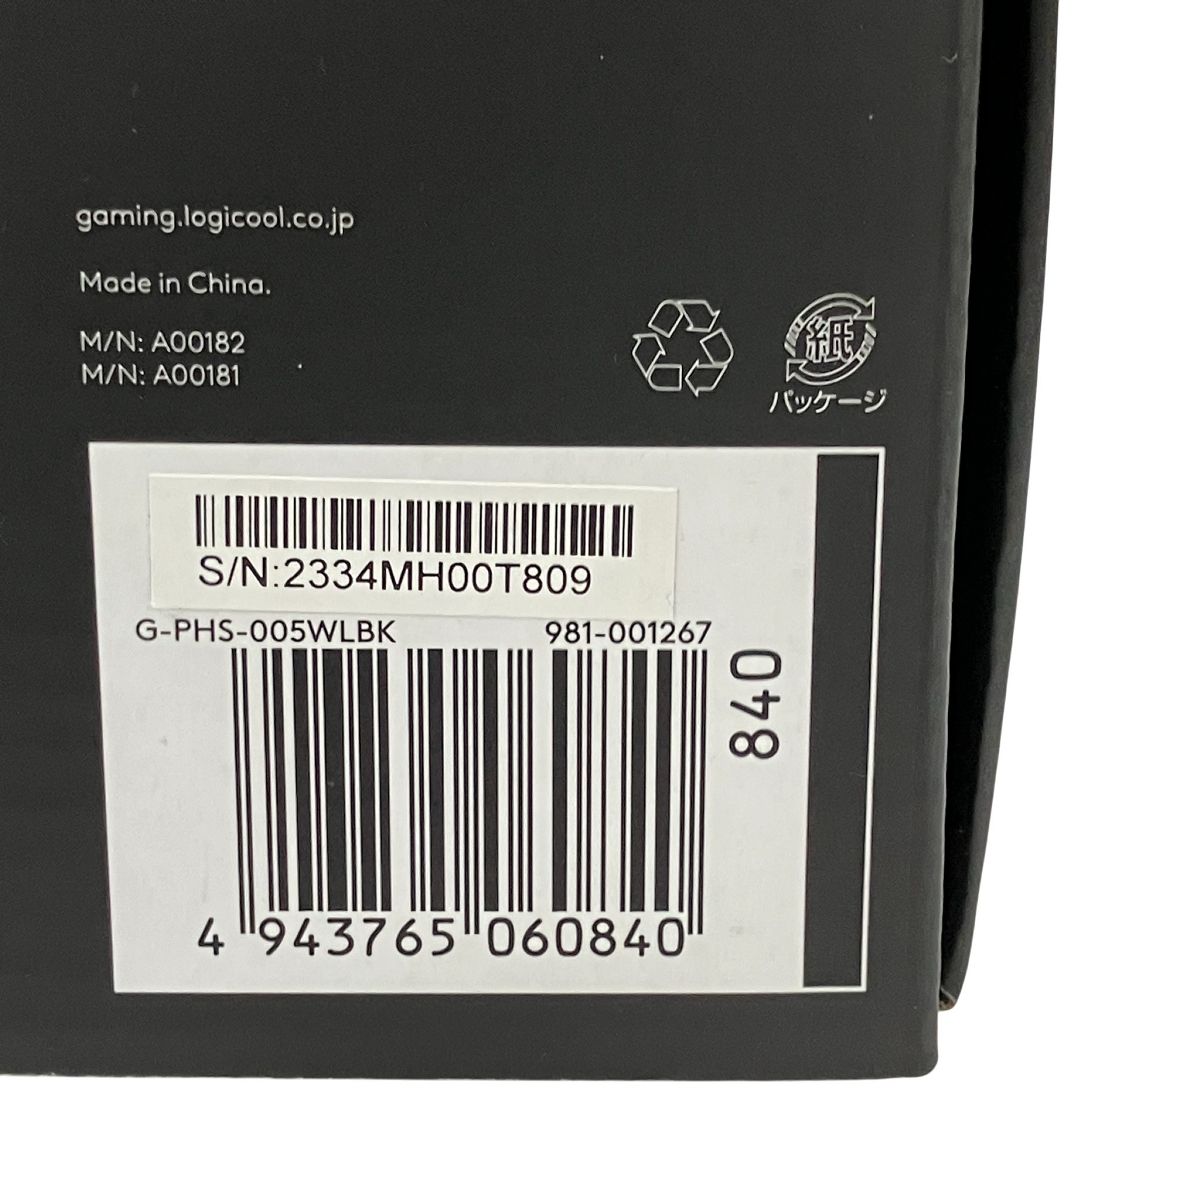 gaming.logicool.co.jp
Made in China.
M/N: A00182
M/N: A00181
紙
パッケージ
S/N:2334MH00T809
G-PHS-005WLBK 981-001267
840
4 943765 060840